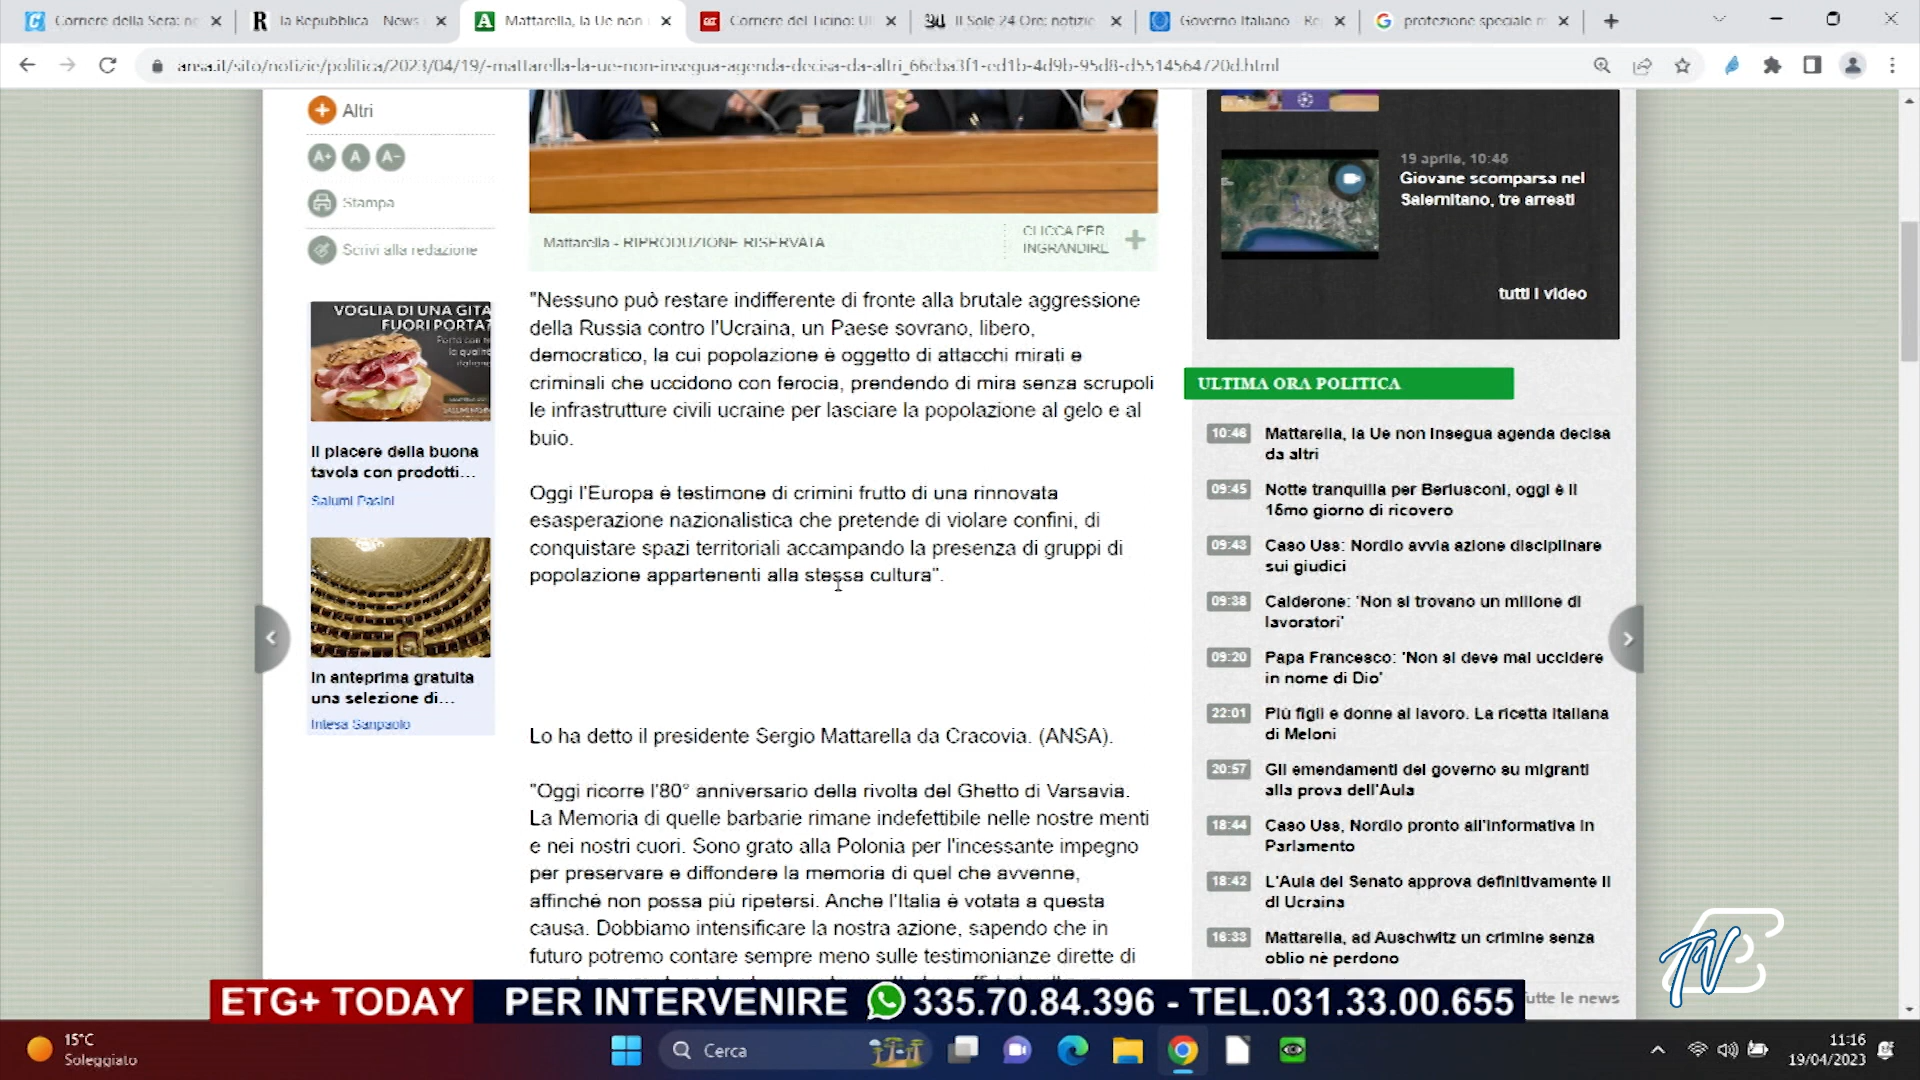 Corriere della Sera: ne
la Repubblica - News
Mattarella, la Ue non
Corriere del Ticino: Ul
Il Sole 24 Ore: notizie
Governo Italiano - Re
protezione speciale m
ansa.it/sito/notizie/politica/2023/04/19/-mattarella-la-ue-non-insegua-agenda-decisa-da-altri_66cba3f1-ed1b-4d9b-95d8-d5514564720d.html
Altri
A+ A A-
Stampa
Scrivi alla redazione
VOGLIA DI UNA GITA
FUORI PORTA?
Il piacere della buona
tavola con prodotti...
Salumi Pasini
In anteprima gratuita
una selezione di...
Intesa Sanpaolo
Mattarella - RIPRODUZIONE RISERVATA
CLICCA PER
INGRANDIRE
"Nessuno può restare indifferente di fronte alla brutale aggressione
della Russia contro l'Ucraina, un Paese sovrano, libero,
democratico, la cui popolazione è oggetto di attacchi mirati e
criminali che uccidono con ferocia, prendendo di mira senza scrupoli
le infrastrutture civili ucraine per lasciare la popolazione al gelo e al
buio.
Oggi l'Europa è testimone di crimini frutto di una rinnovata
esasperazione nazionalistica che pretende di violare confini, di
conquistare spazi territoriali accampando la presenza di gruppi di
popolazione appartenenti alla stessa cultura".
Lo ha detto il presidente Sergio Mattarella da Cracovia. (ANSA).
"Oggi ricorre l'80° anniversario della rivolta del Ghetto di Varsavia.
La Memoria di quelle barbarie rimane indefettibile nelle nostre menti
e nei nostri cuori. Sono grato alla Polonia per l'incessante impegno
per preservare e diffondere la memoria di quel che avvenne,
affinché non possa più ripetersi. Anche l'Italia è votata a questa
causa. Dobbiamo intensificare la nostra azione, sapendo che in
futuro potremo contare sempre meno sulle testimonianze dirette di
19 aprile, 10:46
Giovane scomparsa nel
Salernitano, tre arresti
tutti i video
ULTIMA ORA POLITICA
10:46 Mattarella, la Ue non insegua agenda decisa
da altri
09:45 Notte tranquilla per Berlusconi, oggi è il
15mo giorno di ricovero
09:43 Caso Uss: Nordio avvia azione disciplinare
sui giudici
09:38 Calderone: 'Non si trovano un milione di
lavoratori'
09:20 Papa Francesco: 'Non si deve mai uccidere
in nome di Dio'
22:01 Più figli e donne al lavoro. La ricetta italiana
di Meloni
20:57 Gli emendamenti del governo su migranti
alla prova dell'Aula
18:44 Caso Uss, Nordio pronto all'informativa in
Parlamento
18:42 L'Aula del Senato approva definitivamente il
dl Ucraina
16:33 Mattarella, ad Auschwitz un crimine senza
oblio nè perdono
Tutte le news
ETG+ TODAY PER INTERVENIRE 335.70.84.396 - TEL.031.33.00.655
15°C
Soleggiato
Cerca
11:16
19/04/2023